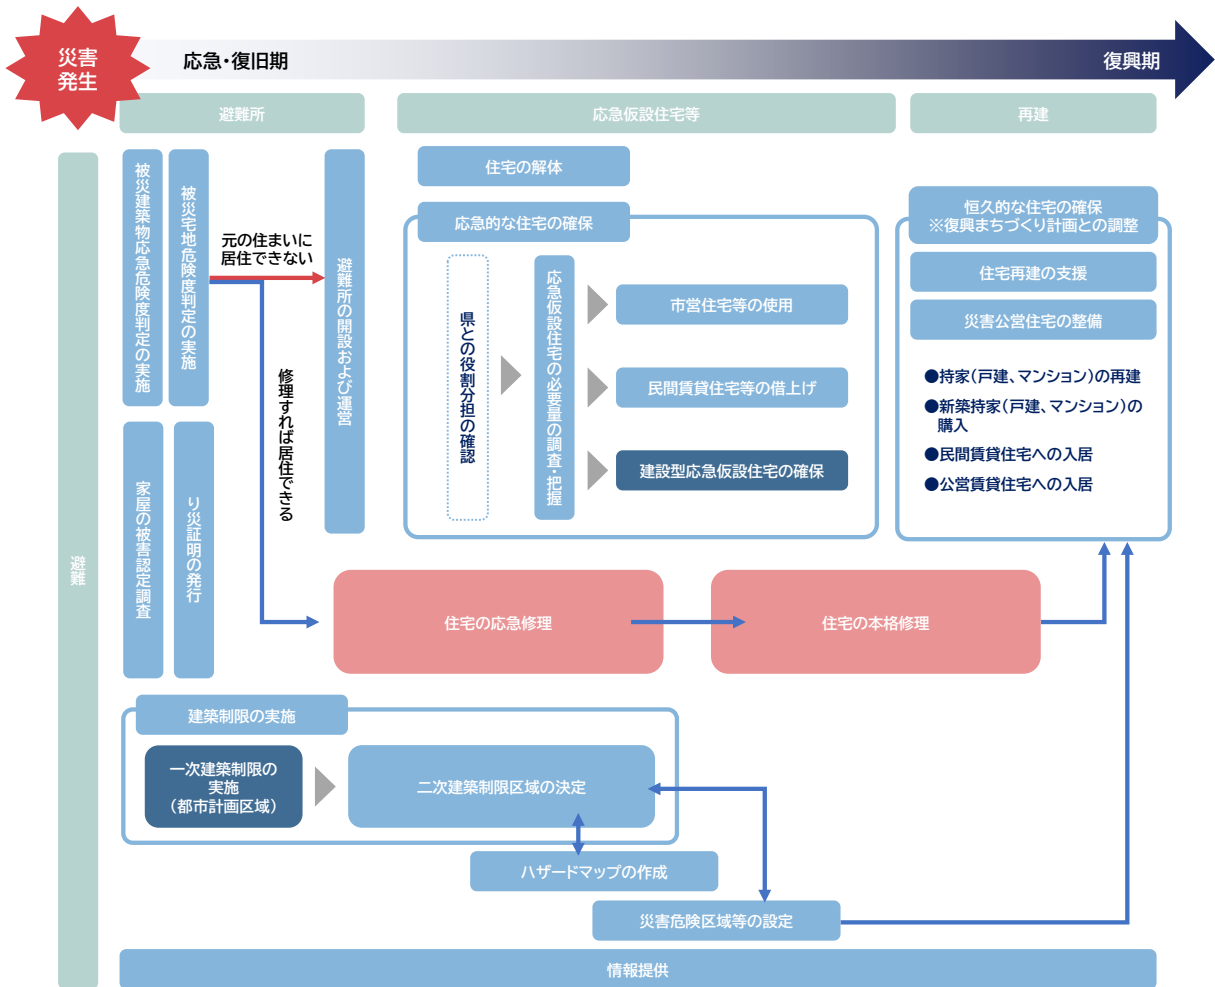 災害
発生
応急・復旧期
復興期
避難所
応急仮設住宅等
再建
避難
被災建築物応急危険度判定の実施
被災宅地危険度判定の実施
元の住まいに
居住できない
修理すれば居住できる
避難所の開設および運営
家屋の被害認定調査
り災証明の発行
住宅の解体
応急的な住宅の確保
県との役割分担の確認
応急仮設住宅の必要量の調査・把握
市営住宅等の使用
民間賃貸住宅等の借上げ
建設型応急仮設住宅の確保
恒久的な住宅の確保
※復興まちづくり計画との調整
住宅再建の支援
災害公営住宅の整備
●持家(戸建、マンション)の再建
●新築持家(戸建、マンション)の
購入
●民間賃貸住宅への入居
●公営賃貸住宅への入居
住宅の応急修理
住宅の本格修理
建築制限の実施
一次建築制限の
実施
(都市計画区域)
二次建築制限区域の決定
ハザードマップの作成
災害危険区域等の設定
情報提供